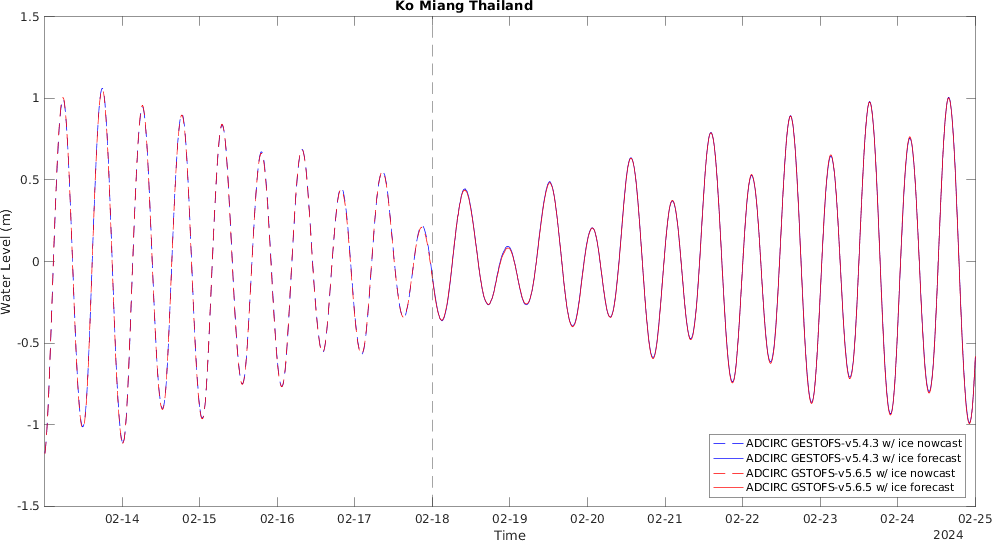 Ko Miang Thailand
Water Level (m)
1.5
1
0.5
0
-0.5
-1
-1.5
ADCIRC GESTOFS-v5.4.3 w/ ice nowcast
ADCIRC GESTOFS-v5.4.3 w/ ice forecast
ADCIRC GSTOFS-v5.6.5 w/ ice nowcast
ADCIRC GSTOFS-v5.6.5 w/ ice forecast
02-14 02-15 02-16 02-17 02-18 02-19 02-20 02-21 02-22 02-23 02-24 02-25
Time
2024